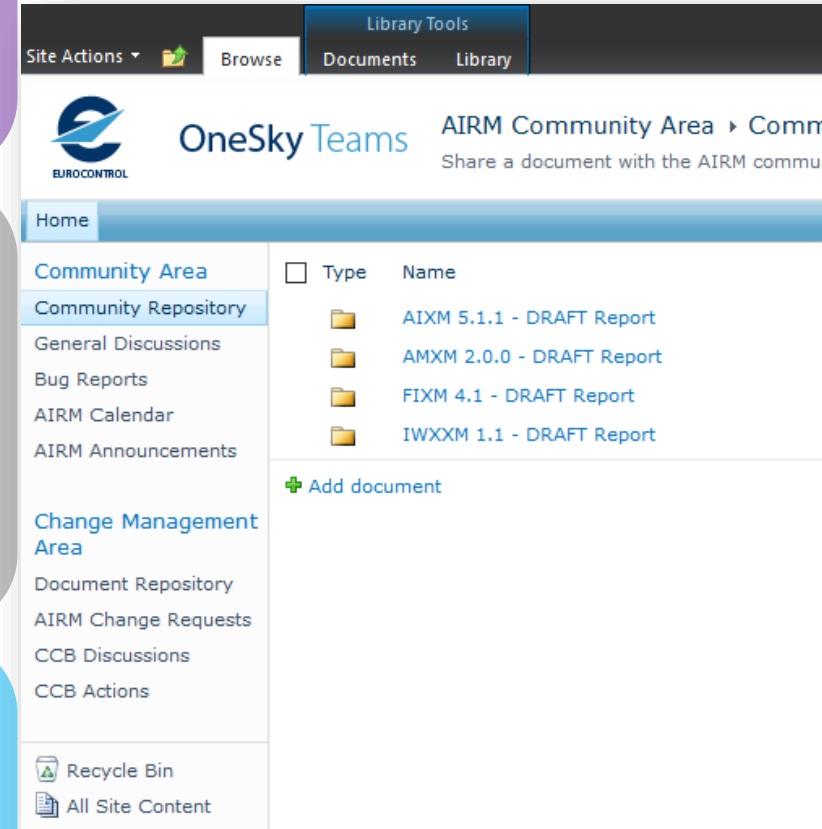 Library Tools
Site Actions
Browse
Documents
Library
EUROCONTROL
OneSky Teams
AIRM Community Area ▸ Comm
Share a document with the AIRM commu
Home
Community Area
Community Repository
General Discussions
Bug Reports
AIRM Calendar
AIRM Announcements
Change Management
Area
Document Repository
AIRM Change Requests
CCB Discussions
CCB Actions
Recycle Bin
All Site Content
Type Name
AIXM 5.1.1 - DRAFT Report
AMXM 2.0.0 - DRAFT Report
FIXM 4.1 - DRAFT Report
IWXXM 1.1 - DRAFT Report
Add document